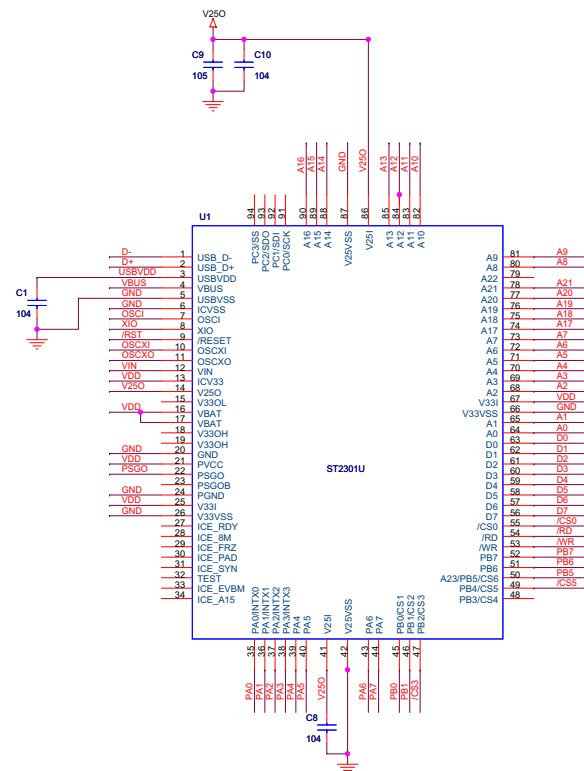 V25O
C9
C10
105
104
A16
A15
A14
GND
V25O
A13
A12
A11
A10
U1
94
93
92
91
90
89
88
87
86
85
84
83
82
PC3/SS
PC2/SDO
PC1/SDI
PC0/SCK
A16
A15
A14
V25VSS
V25I
A13
A12
A11
A10
D- 1 USB_D-
D+ 2 USB_D+
USBVDD 3 USBVDD
VBUS 4 VBUS
GND 5 USBVSS
GND 6 ICVSS
OSCI 7 OSCI
XIO 8 XIO
/RST 9 /RESET
OSCXI 10 OSCXI
OSCXO 11 OSCXO
VIN 12 VIN
VDD 13 ICV33
V25O 14 V25O
15 V33OL
VDD 16 VBAT
17 VBAT
18 V33OH
19 V33OH
GND 20 GND
VDD 21 PVCC
PSGO 22 PSGO
23 PSGOB
GND 24 PGND
VDD 25 V33I
GND 26 V33VSS
27 ICE_RDY
28 ICE_8M
29 ICE_FRZ
30 ICE_PAD
31 ICE_SYN
32 TEST
33 ICE_EVBM
34 ICE_A15
C1
104
ST2301U
A9 81 A9
A8 80 A8
A22 79
A21 78 A21
A20 77 A20
A19 76 A19
A18 75 A18
A17 74 A17
A7 73 A7
A6 72 A6
A5 71 A5
A4 70 A4
A3 69 A3
A2 68 A2
V33I 67 VDD
V33VSS 66 GND
A1 65 A1
A0 64 A0
D0 63 D0
D1 62 D1
D2 61 D2
D3 60 D3
D4 59 D4
D5 58 D5
D6 57 D6
D7 56 D7
/CS0 55 /CS0
/RD 54 /RD
/WR 53 /WR
PB7 52 PB7
PB6 51 PB6
A23/PB5/CS6 50 PB5
PB4/CS5 49 /CS5
PB3/CS4 48
PA0/INTX0
PA1/INTX1
PA2/INTX2
PA3/INTX3
PA4
PA5
V25I
V25VSS
PA6
PA7
PB0/CS1
PB1/CS2
PB2/CS3
35
36
37
38
39
40
41
42
43
44
45
46
47
PA0
PA1
PA2
PA3
PA4
PA5
V25O
PA6
PA7
PB0
PB1
/CS3
C8
104